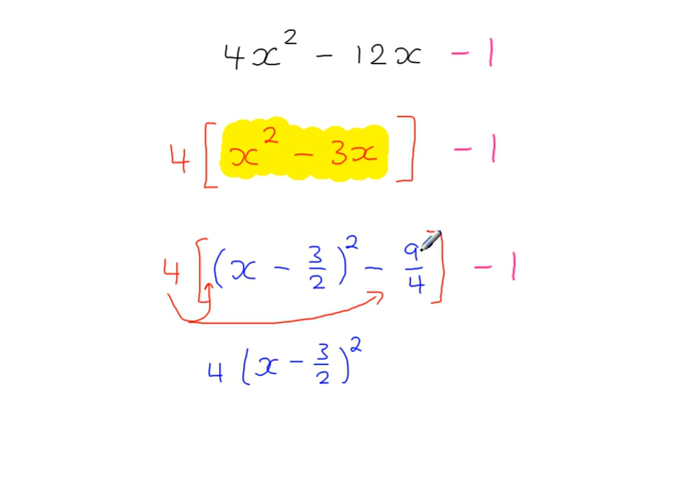 4x² − 12x − 1
4[x² − 3x] − 1
4[(x − 3/2)² − 9/4] − 1
4(x − 3/2)²